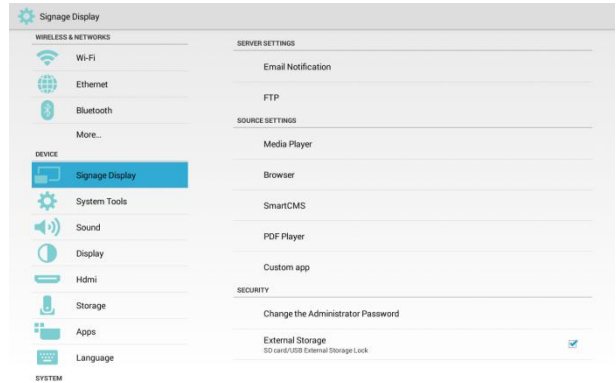 Signage Display
WIRELESS & NETWORKS
Wi-Fi
Ethernet
Bluetooth
More...
DEVICE
Signage Display
System Tools
Sound
Display
Hdmi
Storage
Apps
Language
SYSTEM
SERVER SETTINGS
Email Notification
FTP
SOURCE SETTINGS
Media Player
Browser
SmartCMS
PDF Player
Custom app
SECURITY
Change the Administrator Password
External Storage
SD card/USB External Storage Lock